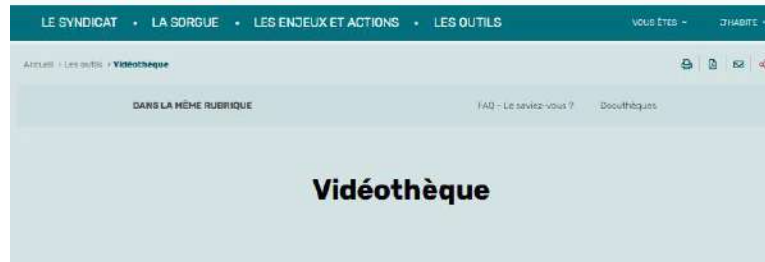 LE SYNDICAT • LA SORGUE • LES ENJEUX ET ACTIONS • LES OUTILS VOUS ÊTES J'HABITE
Accueil › Les outils › Vidéothèque
DANS LA MÊME RUBRIQUE FAQ - Le saviez-vous ? Docuthèques
Vidéothèque